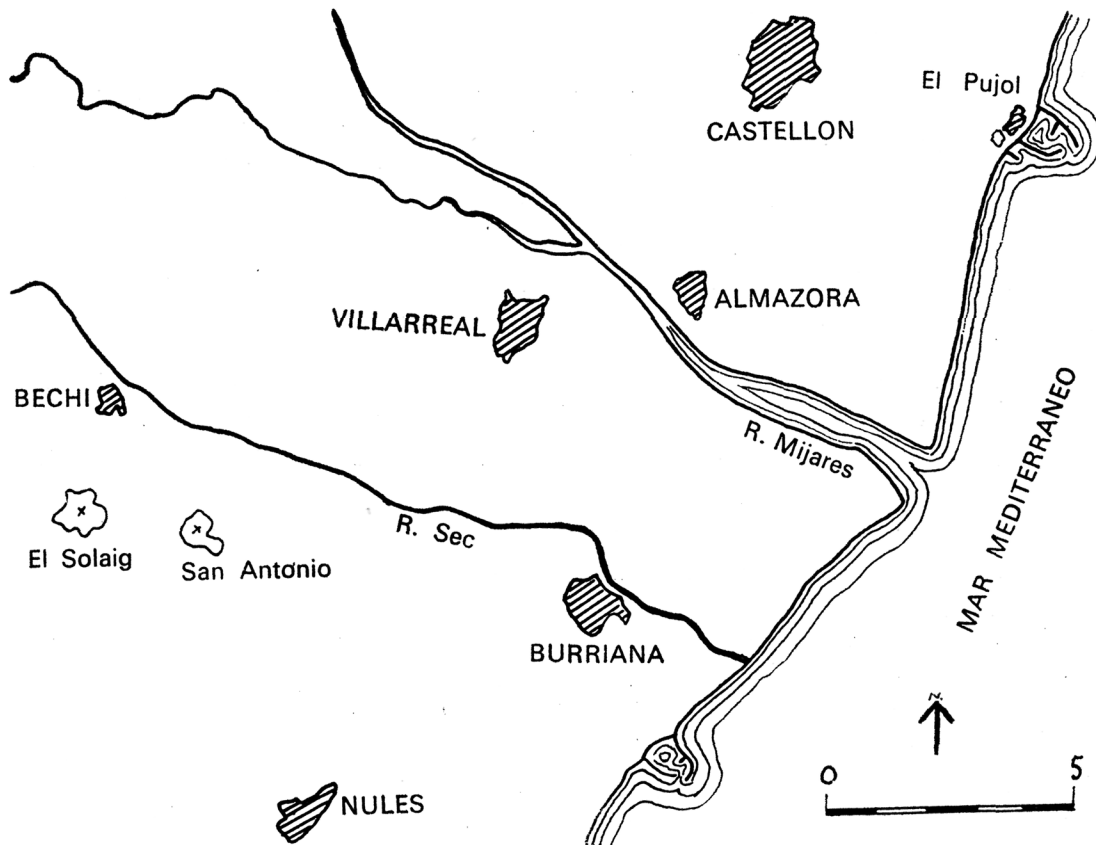 El Pujol
CASTELLON
ALMAZORA
VILLARREAL
BECHI
R. Mijares
MAR MEDITERRANEO
R. Sec
El Solaig
San Antonio
BURRIANA
N.
0 5
NULES